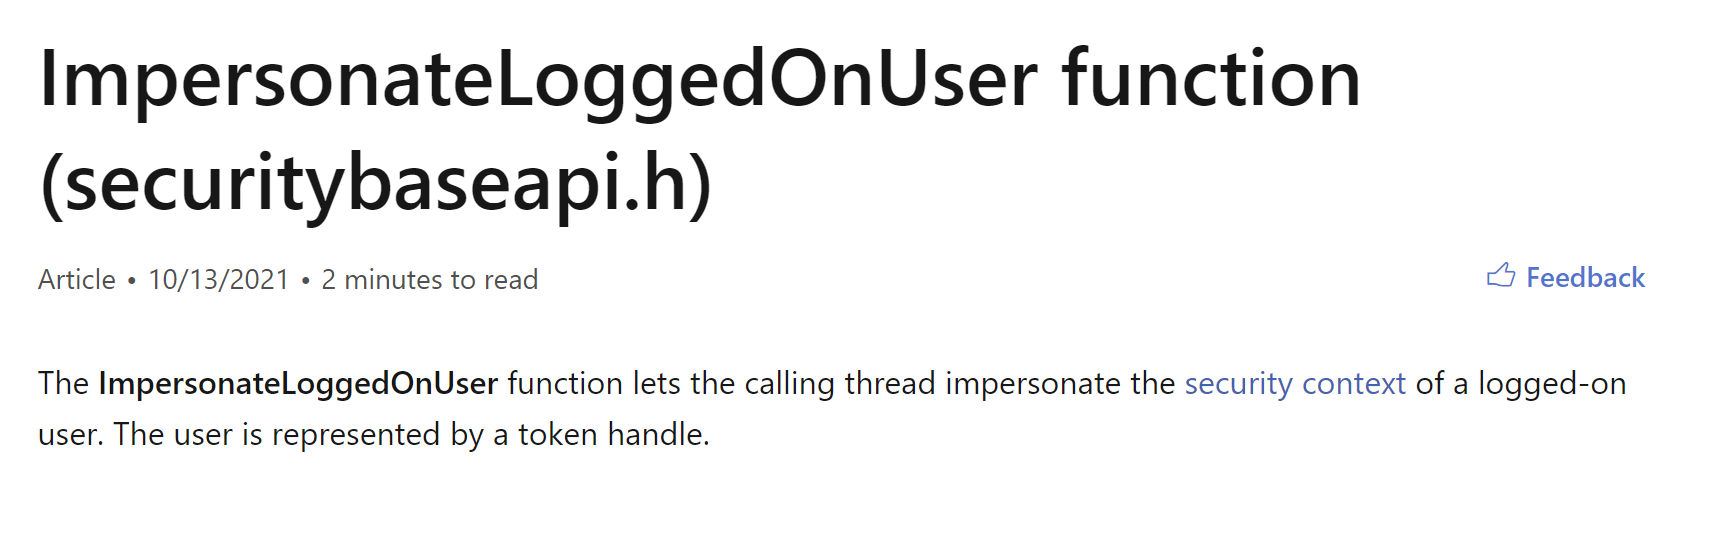 ImpersonateLoggedOnUser function
(securitybaseapi.h)
Article • 10/13/2021 • 2 minutes to read
Feedback
The ImpersonateLoggedOnUser function lets the calling thread impersonate the security context of a logged-on
user. The user is represented by a token handle.